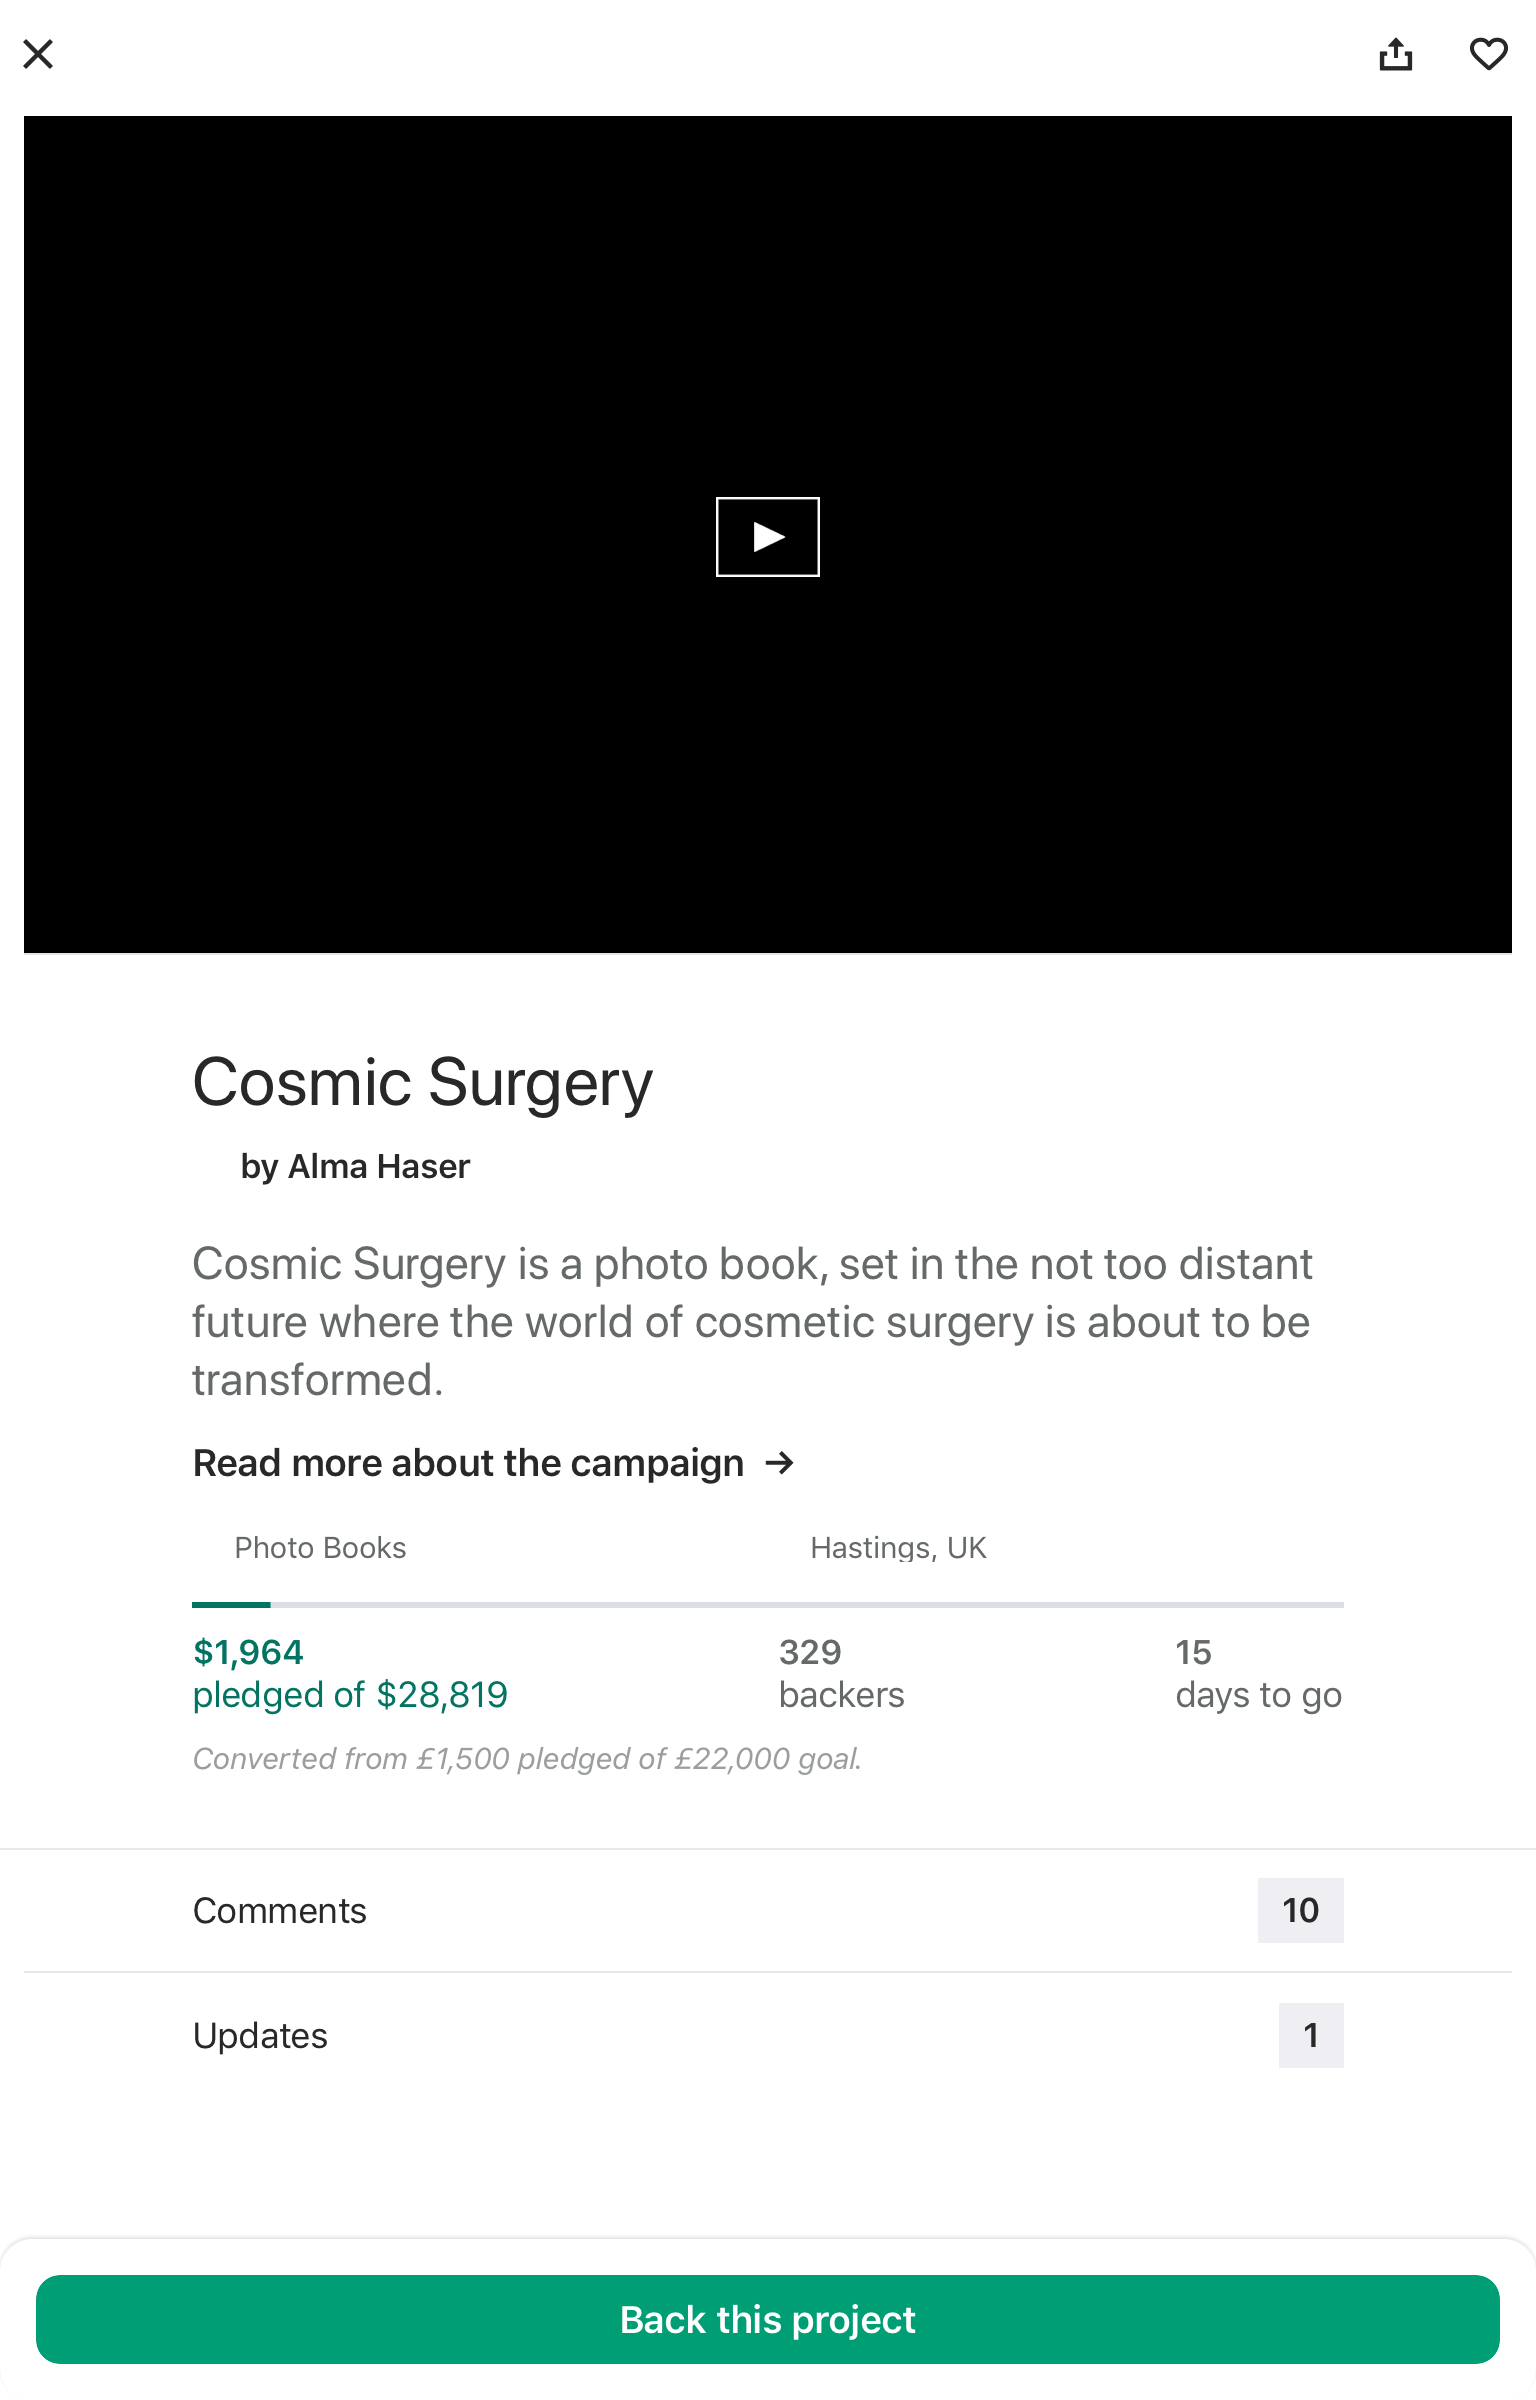 Cosmic Surgery
by Alma Haser
Cosmic Surgery is a photo book, set in the not too distant
future where the world of cosmetic surgery is about to be
transformed.
Read more about the campaign →
Photo Books
Hastings, UK
$1,964
pledged of $28,819
329
backers
15
days to go
Converted from £1,500 pledged of £22,000 goal.
Comments
10
Updates
1
Back this project